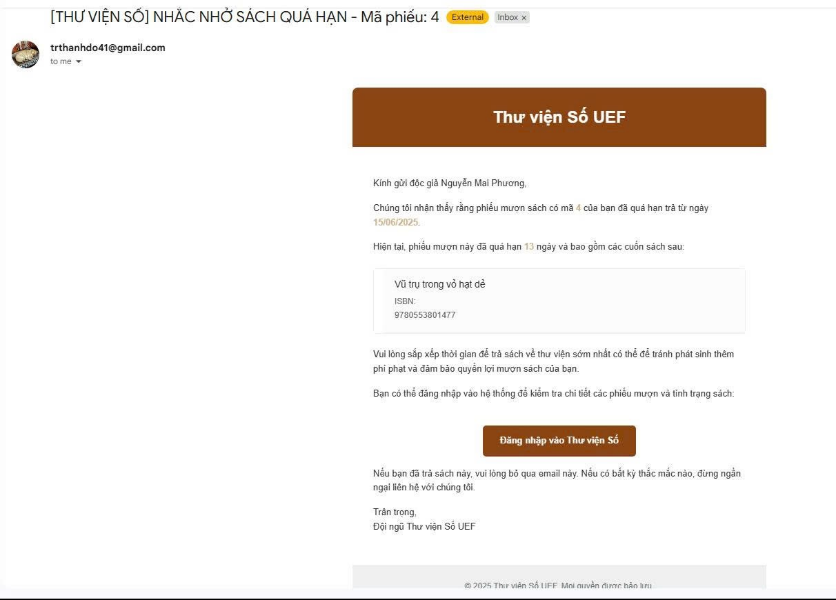 [THƯ VIỆN SỐ] NHẮC NHỞ SÁCH QUÁ HẠN - Mã phiếu: 4 External Inbox ×
trthanhdo41@gmail.com
to me
Thư viện Số UEF
Kính gửi độc giả Nguyễn Mai Phương,
Chúng tôi nhận thấy rằng phiếu mượn sách có mã 4 của bạn đã quá hạn trả từ ngày
15/06/2025.
Hiện tại, phiếu mượn này đã quá hạn 13 ngày và bao gồm các cuốn sách sau:
Vũ trụ trong vỏ hạt dẻ
ISBN:
9780553801477
Vui lòng sắp xếp thời gian để trả sách về thư viện sớm nhất có thể để tránh phát sinh thêm
phí phạt và đảm bảo quyền lợi mượn sách của bạn.
Bạn có thể đăng nhập vào hệ thống để kiểm tra chi tiết các phiếu mượn và tình trạng sách:
Đăng nhập vào Thư viện Số
Nếu bạn đã trả sách này, vui lòng bỏ qua email này. Nếu có bất kỳ thắc mắc nào, đừng ngần
ngại liên hệ với chúng tôi.
Trân trọng,
Đội ngũ Thư viện Số UEF
© 2025 Thư viện Số UEF. Mọi quyền được bảo lưu.